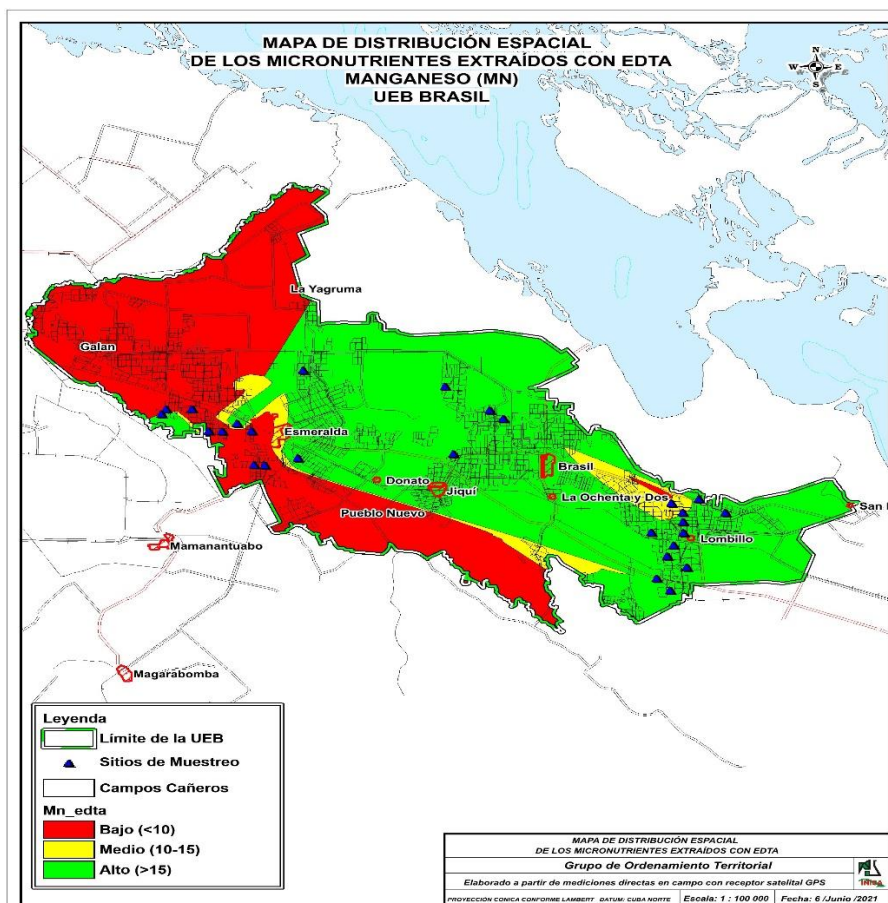 MAPA DE DISTRIBUCIÓN ESPACIAL
DE LOS MICRONUTRIENTES EXTRAÍDOS CON EDTA
MANGANESO (MN)
UEB BRASIL
N
W E
S
La Yagruma
Galan
Esmeralda
Brasil
Donato
Jiquí
La Ochenta y Dos
San
Pueblo Nuevo
Lombillo
Mamanantuabo
Magarabomba
Leyenda
Límite de la UEB
Sitios de Muestreo
Campos Cañeros
Mn_edta
Bajo (<10)
Medio (10-15)
Alto (>15)
MAPA DE DISTRIBUCIÓN ESPACIAL
DE LOS MICRONUTRIENTES EXTRAÍDOS CON EDTA
Grupo de Ordenamiento Territorial
Elaborado a partir de mediciones directas en campo con receptor satelital GPS
INICA
PROYECCIÓN CONICA CONFORME LAMBERT DATUM: CUBA NORTE Escala: 1 : 100 000 Fecha: 6 /Junio /2021